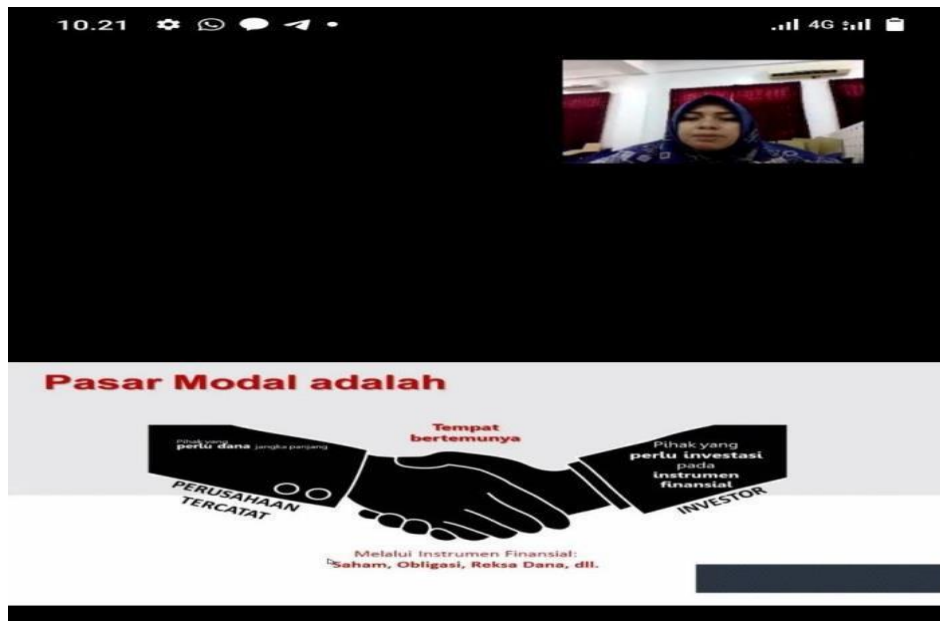 10.21
4G
Pasar Modal adalah
Tempat
bertemunya
Pihak yang
perlu dana jangka panjang
PERUSAHAAN
TERCATAT
Pihak yang
perlu investasi
pada
instrumen
finansial
INVESTOR
Melalui Instrumen Finansial:
Saham, Obligasi, Reksa Dana, dll.